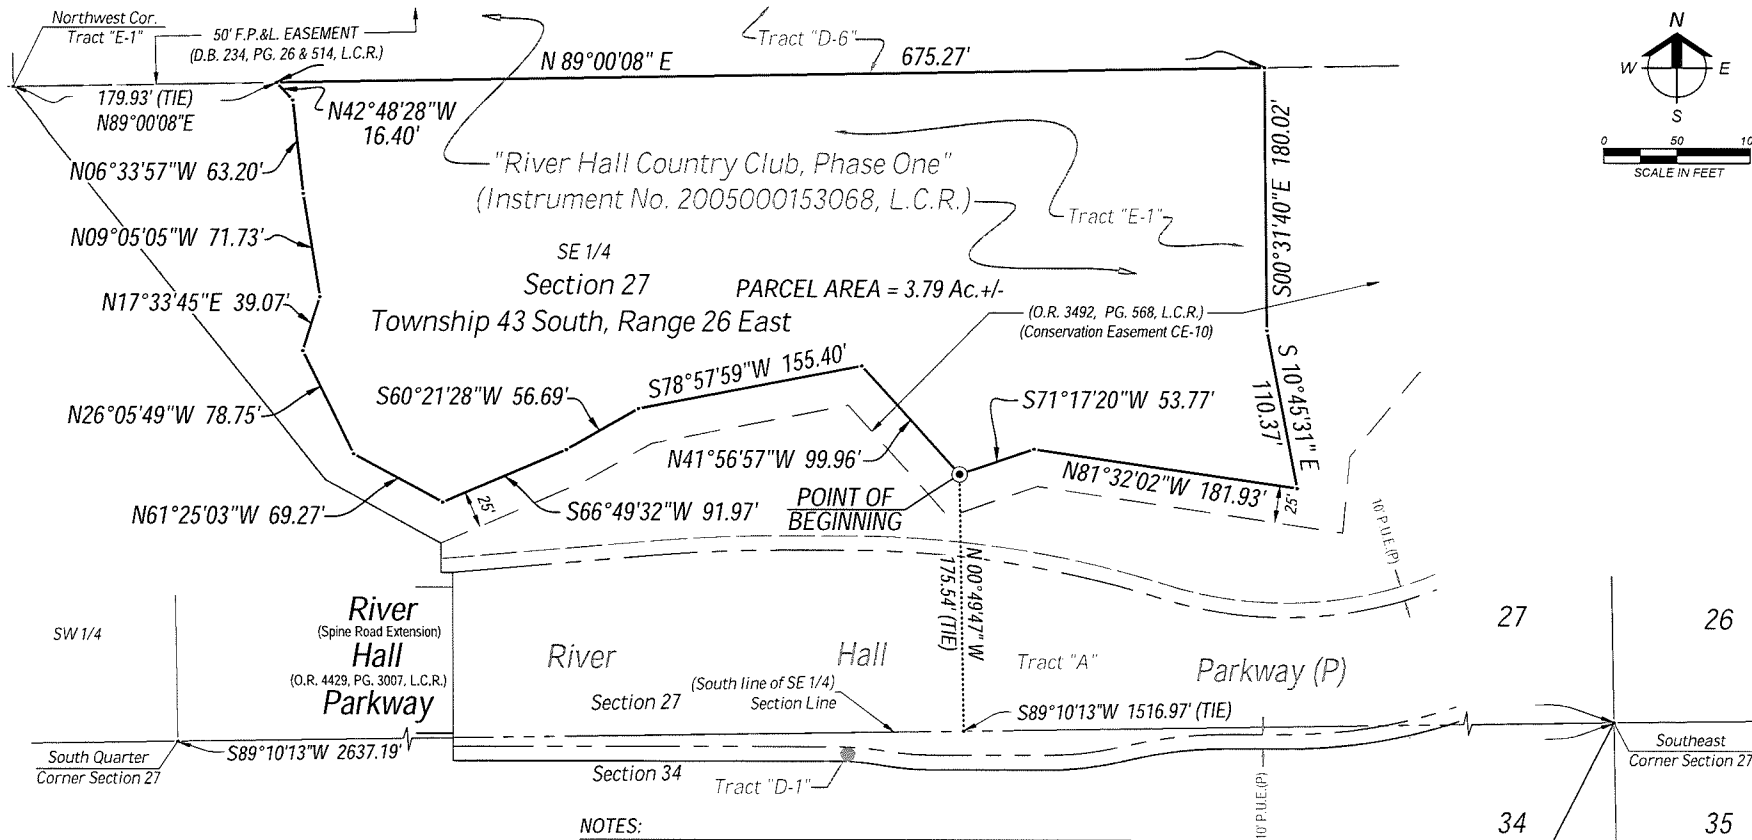 Northwest Cor.
Tract "E-1"
50' F.P.&L. EASEMENT
(D.B. 234, PG. 26 & 514, L.C.R.)
Tract "D-6"
N 89°00'08" E
675.27'
N
W
E
S
0 50 10
SCALE IN FEET
179.93' (TIE)
N89°00'08"E
N42°48'28"W
16.40'
N06°33'57"W 63.20'
"River Hall Country Club, Phase One"
(Instrument No. 2005000153068, L.C.R.)
Tract "E-1"
S00°31'40"E 180.02'
N09°05'05"W 71.73'
SE 1/4
Section 27
Township 43 South, Range 26 East
PARCEL AREA = 3.79 Ac.+/-
N17°33'45"E 39.07'
(O.R. 3492, PG. 568, L.C.R.)
(Conservation Easement CE-10)
S 10°45'31" E
110.37'
S78°57'59"W 155.40'
S60°21'28"W 56.69'
S71°17'20"W 53.77'
N26°05'49"W 78.75'
N41°56'57"W 99.96'
N81°32'02"W 181.93'
25'
POINT OF
BEGINNING
N61°25'03"W 69.27'
25'
S66°49'32"W 91.97'
10' P.U.E.(P)
N 00°49'47" W
175.54' (TIE)
SW 1/4
River
(Spine Road Extension)
Hall
(O.R. 4429, PG. 3007, L.C.R.)
Parkway
River
Hall
Tract "A"
Parkway (P)
27
26
(South line of SE 1/4)
Section Line
Section 27
S89°10'13"W 1516.97' (TIE)
South Quarter
Corner Section 27
S89°10'13"W 2637.19'
Section 34
Tract "D-1"
10' P.U.E.(P)
Southeast
Corner Section 27
34
35
NOTES: